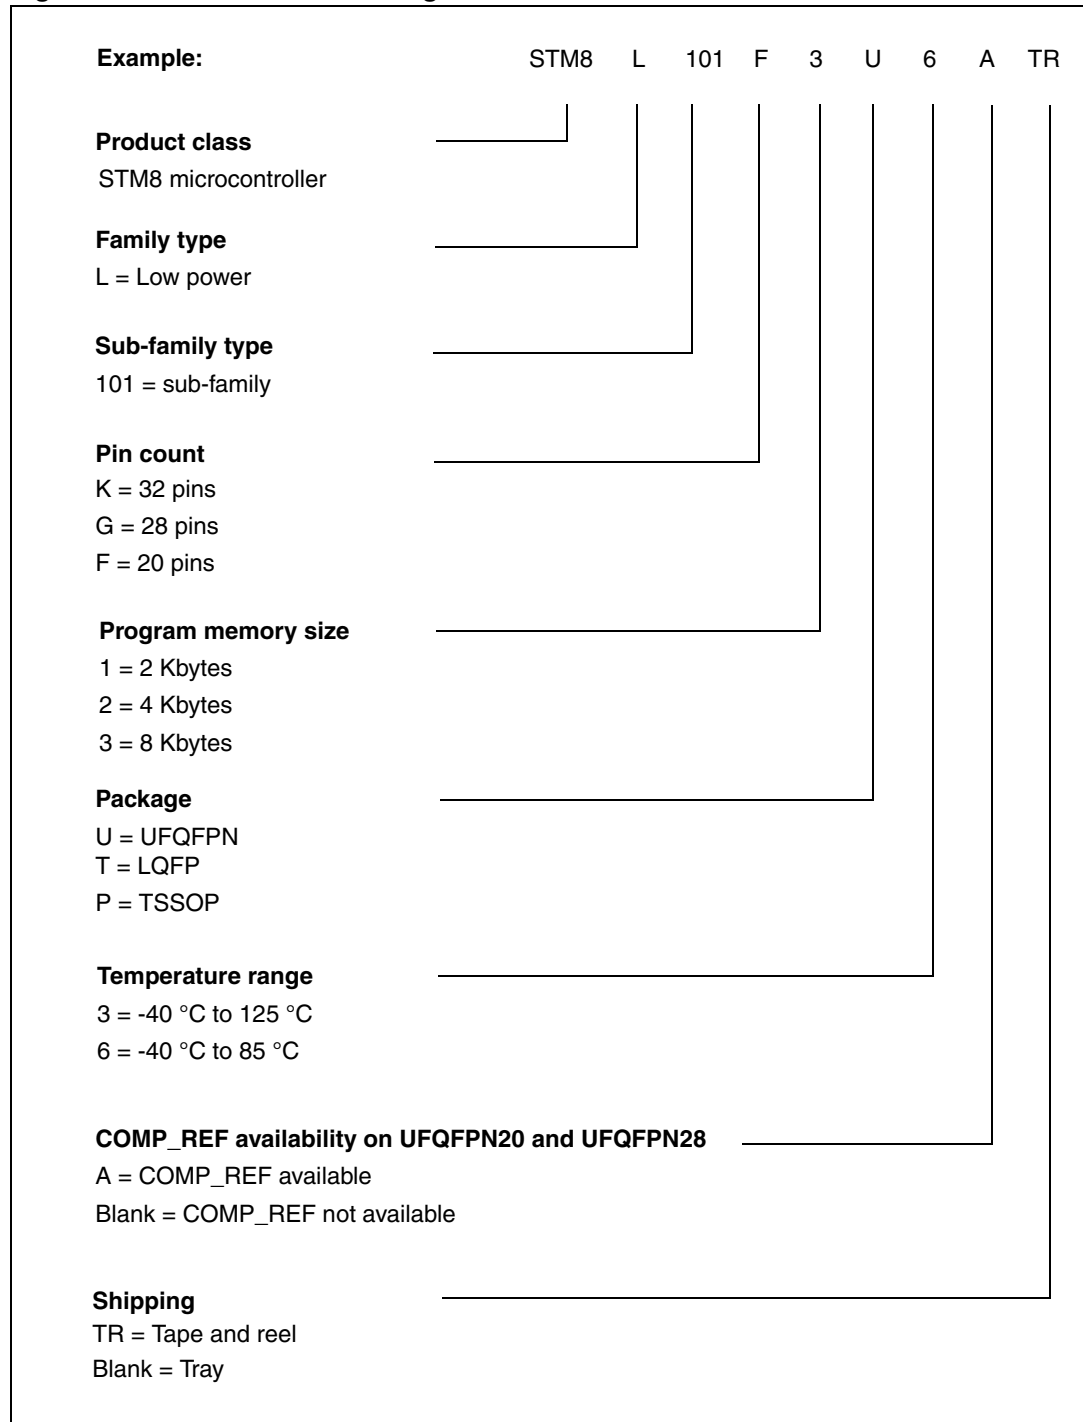 Example: STM8 L 101 F 3 U 6 A TR
Product class
STM8 microcontroller
Family type
L = Low power
Sub-family type
101 = sub-family
Pin count
K = 32 pins
G = 28 pins
F = 20 pins
Program memory size
1 = 2 Kbytes
2 = 4 Kbytes
3 = 8 Kbytes
Package
U = UFQFPN
T = LQFP
P = TSSOP
Temperature range
3 = -40 °C to 125 °C
6 = -40 °C to 85 °C
COMP_REF availability on UFQFPN20 and UFQFPN28
A = COMP_REF available
Blank = COMP_REF not available
Shipping
TR = Tape and reel
Blank = Tray